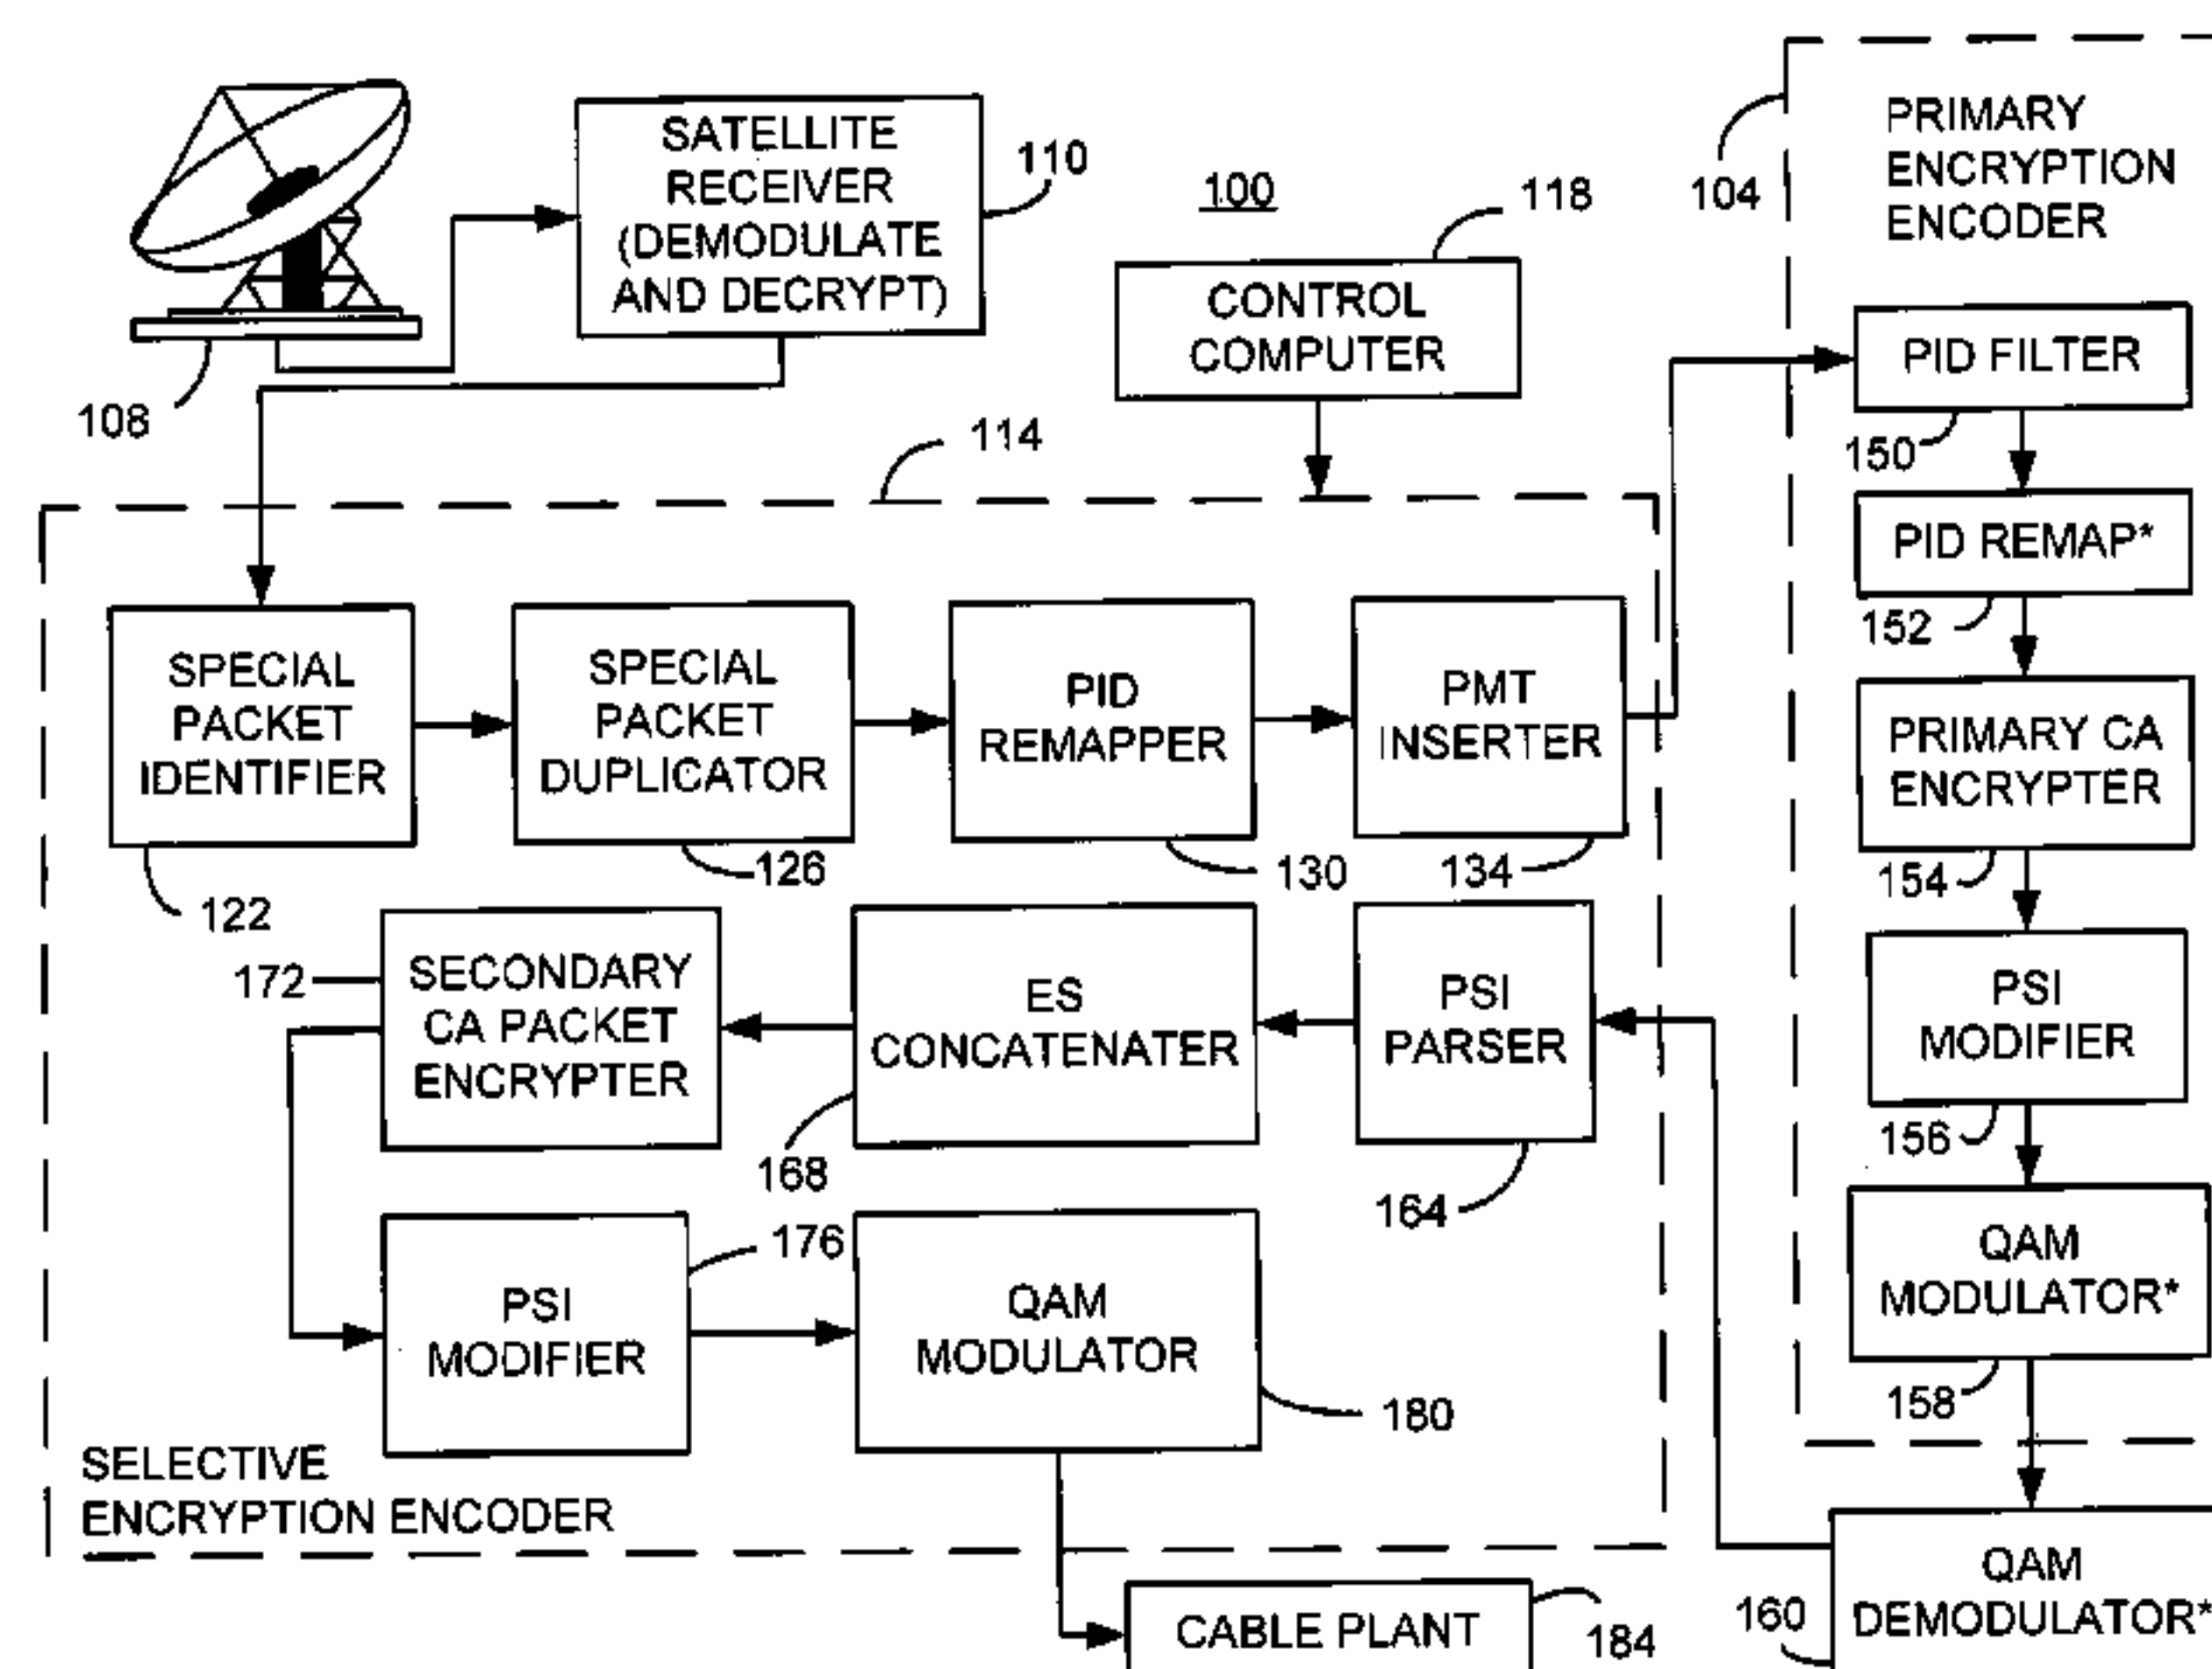 SATELLITE
RECEIVER
(DEMODULATE
AND DECRYPT)
110
108
100
118
CONTROL
COMPUTER
104
PRIMARY
ENCRYPTION
ENCODER
PID FILTER
150
PID REMAP*
152
PRIMARY CA
ENCRYPTER
154
PSI
MODIFIER
156
QAM
MODULATOR*
158
QAM
DEMODULATOR*
160
114
SPECIAL
PACKET
IDENTIFIER
122
SPECIAL
PACKET
DUPLICATOR
126
PID
REMAPPER
130
PMT
INSERTER
134
172
SECONDARY
CA PACKET
ENCRYPTER
ES
CONCATENATER
168
PSI
PARSER
164
PSI
MODIFIER
176
QAM
MODULATOR
180
SELECTIVE
ENCRYPTION ENCODER
CABLE PLANT
184